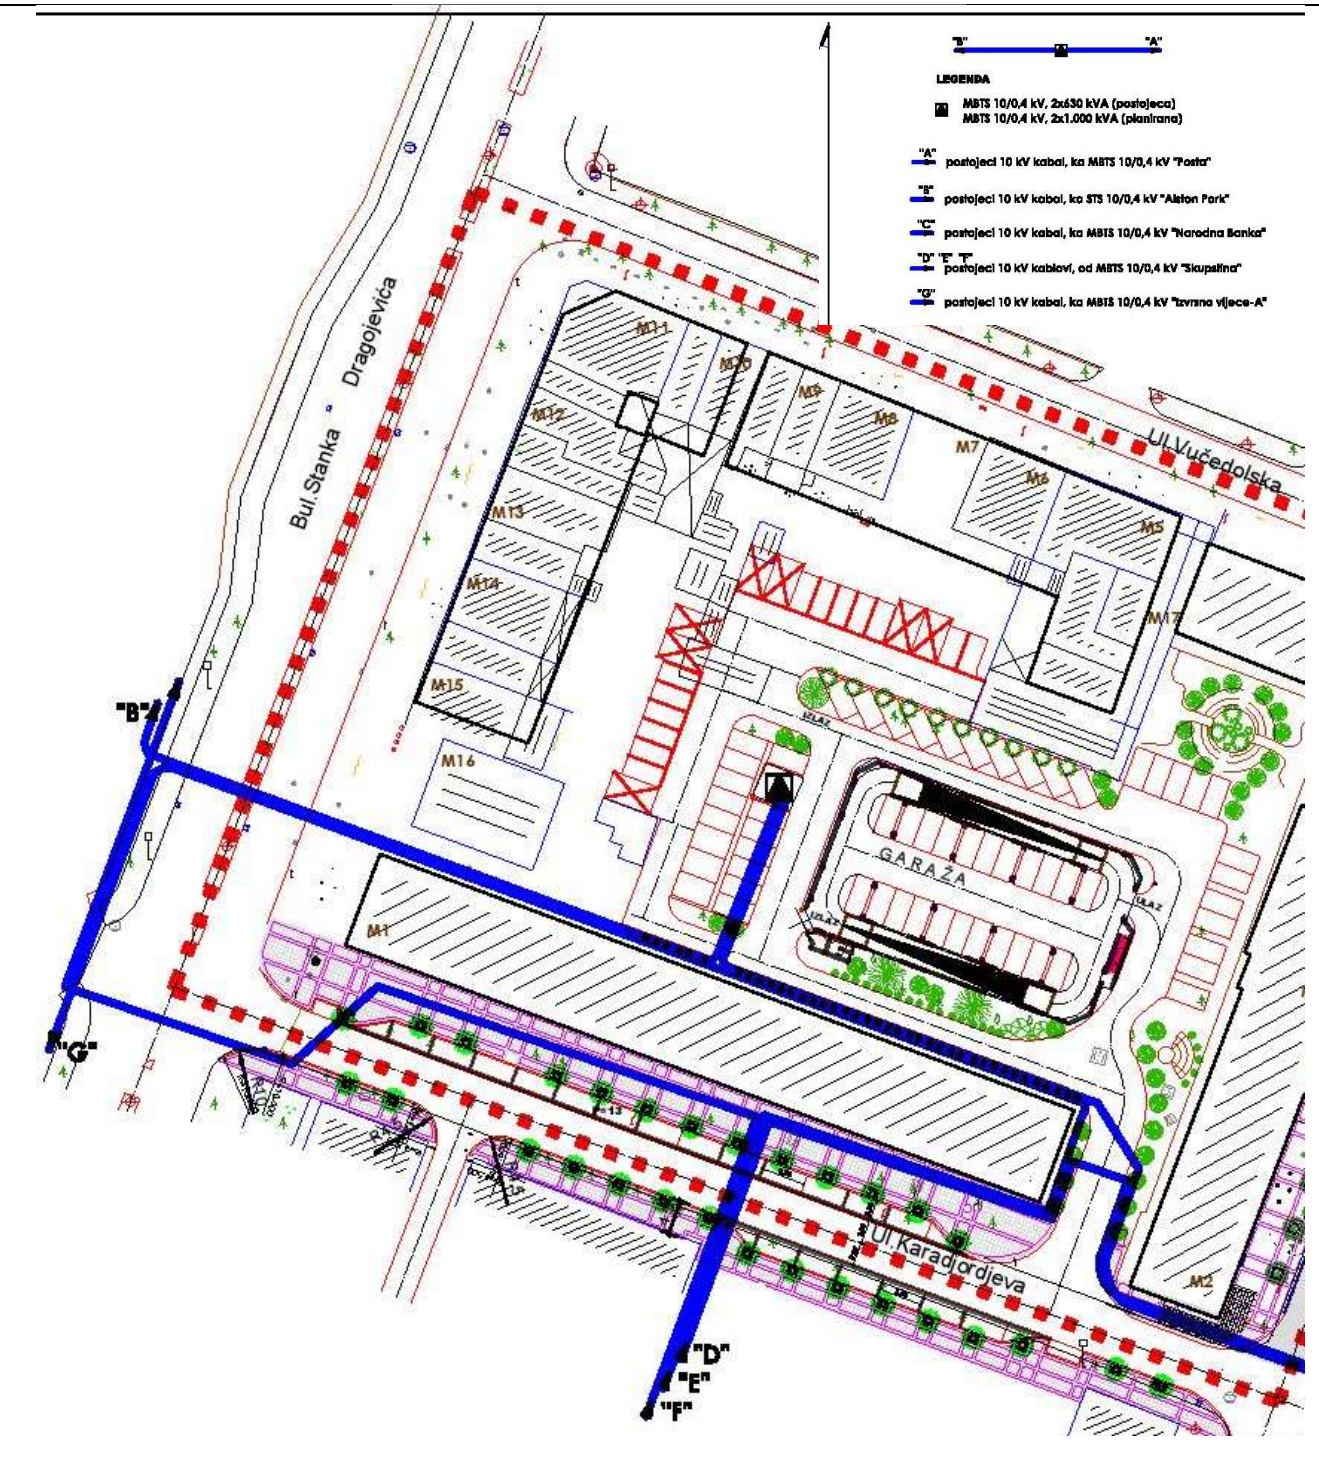 "B" "A"
LEGENDA
MBTS 10/0,4 kV, 2x630 kVA (postojeca)
MBTS 10/0,4 kV, 2x1.000 kVA (planirana)
"A" postojeci 10 kV kabal, ka MBTS 10/0,4 kV "Posta"
"B" postojeci 10 kV kabal, ka STS 10/0,4 kV "Alston Park"
"C" postojeci 10 kV kabal, ka MBTS 10/0,4 kV "Narodna Banka"
"D" "E" "F" postojeci 10 kV kablovi, od MBTS 10/0,4 kV "Skupstina"
"G" postojeci 10 kV kabal, ka MBTS 10/0,4 kV "Izvrsno vijece-A"
Bul.Stanka Dragojevića
M11
M10
M9
M8
M7
M6
M5
Ul.Vučedolska
M12
M13
M14
M15
M16
M17
"B"
IZLAZ
GARAŽA
ULAZ
IZLAZ
M1
"G"
13
Ul.Karadjordjeva
M2
"D"
"E"
"F"